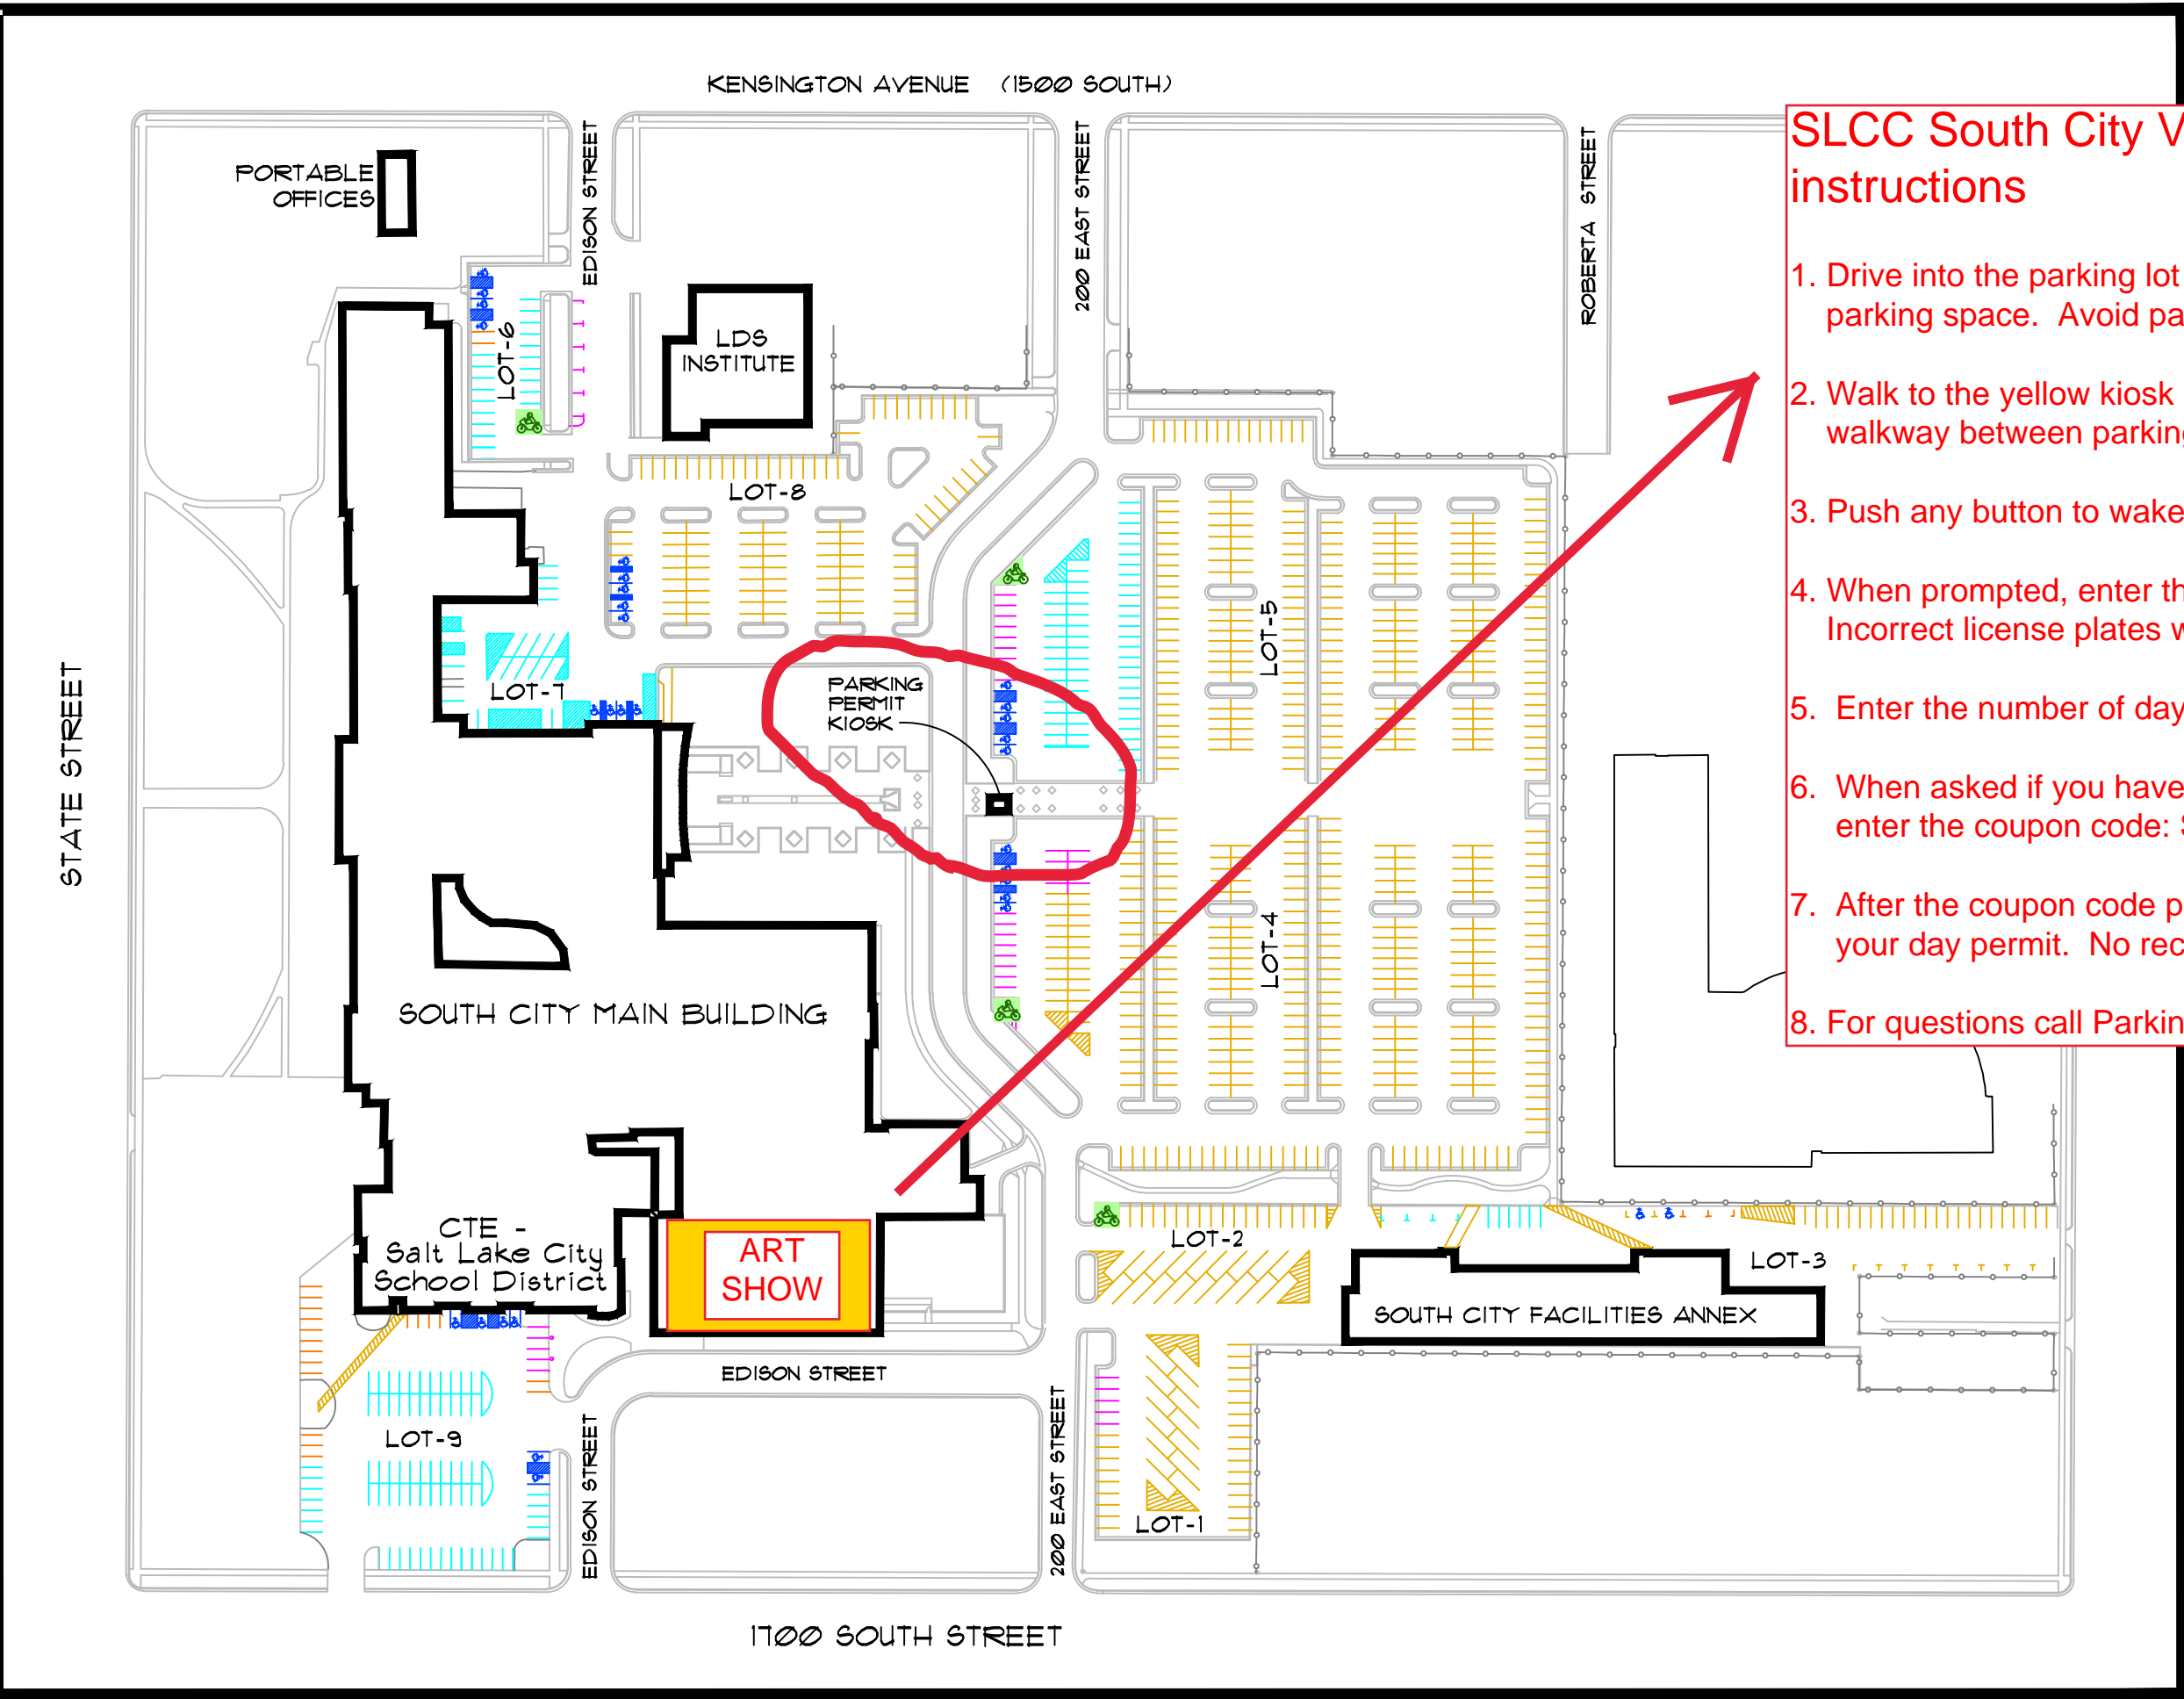 KENSINGTON AVENUE (1500 SOUTH)
PORTABLE
OFFICES
EDISON STREET
200 EAST STREET
ROBERTA STREET
LDS
INSTITUTE
LOT-6
LOT-8
LOT-7
LOT-5
LOT-4
PARKING
PERMIT
KIOSK
STATE STREET
SOUTH CITY MAIN BUILDING
CTE -
Salt Lake City
School District
ART
SHOW
LOT-2
LOT-3
SOUTH CITY FACILITIES ANNEX
EDISON STREET
LOT-9
EDISON STREET
200 EAST STREET
LOT-1
1700 SOUTH STREET
SLCC South City V
instructions
1. Drive into the parking lot
parking space. Avoid pa
2. Walk to the yellow kiosk
walkway between parking
3. Push any button to wake
4. When prompted, enter th
Incorrect license plates w
5. Enter the number of day
6. When asked if you have
enter the coupon code: S
7. After the coupon code p
your day permit. No rec
8. For questions call Parkin